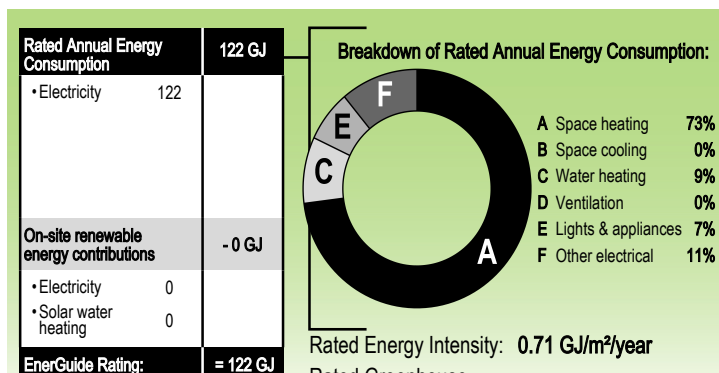 Rated Annual Energy
Consumption
122 GJ
• Electricity 122
On-site renewable
energy contributions
- 0 GJ
• Electricity 0
• Solar water
heating
0
EnerGuide Rating: = 122 GJ
Breakdown of Rated Annual Energy Consumption:
F
E
C
A
A Space heating 73%
B Space cooling 0%
C Water heating 9%
D Ventilation 0%
E Lights & appliances 7%
F Other electrical 11%
Rated Energy Intensity: 0.71 GJ/m²/year
Rated Greenhouse